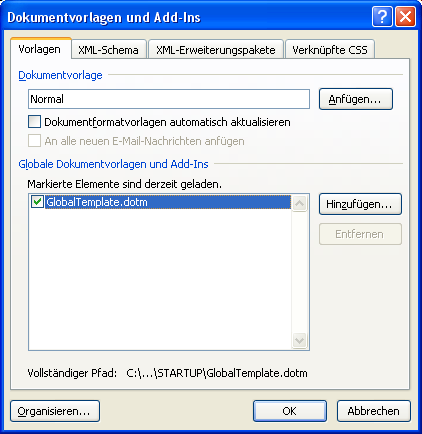 Dokumentvorlagen und Add-Ins
Vorlagen XML-Schema XML-Erweiterungspakete Verknüpfte CSS
Dokumentvorlage
Normal Anfügen...
Dokumentformatvorlagen automatisch aktualisieren
An alle neuen E-Mail-Nachrichten anfügen
Globale Dokumentvorlagen und Add-Ins
Markierte Elemente sind derzeit geladen.
GlobalTemplate.dotm Hinzufügen...
Entfernen
Vollständiger Pfad: C:\...\STARTUP\GlobalTemplate.dotm
Organisieren... OK Abbrechen